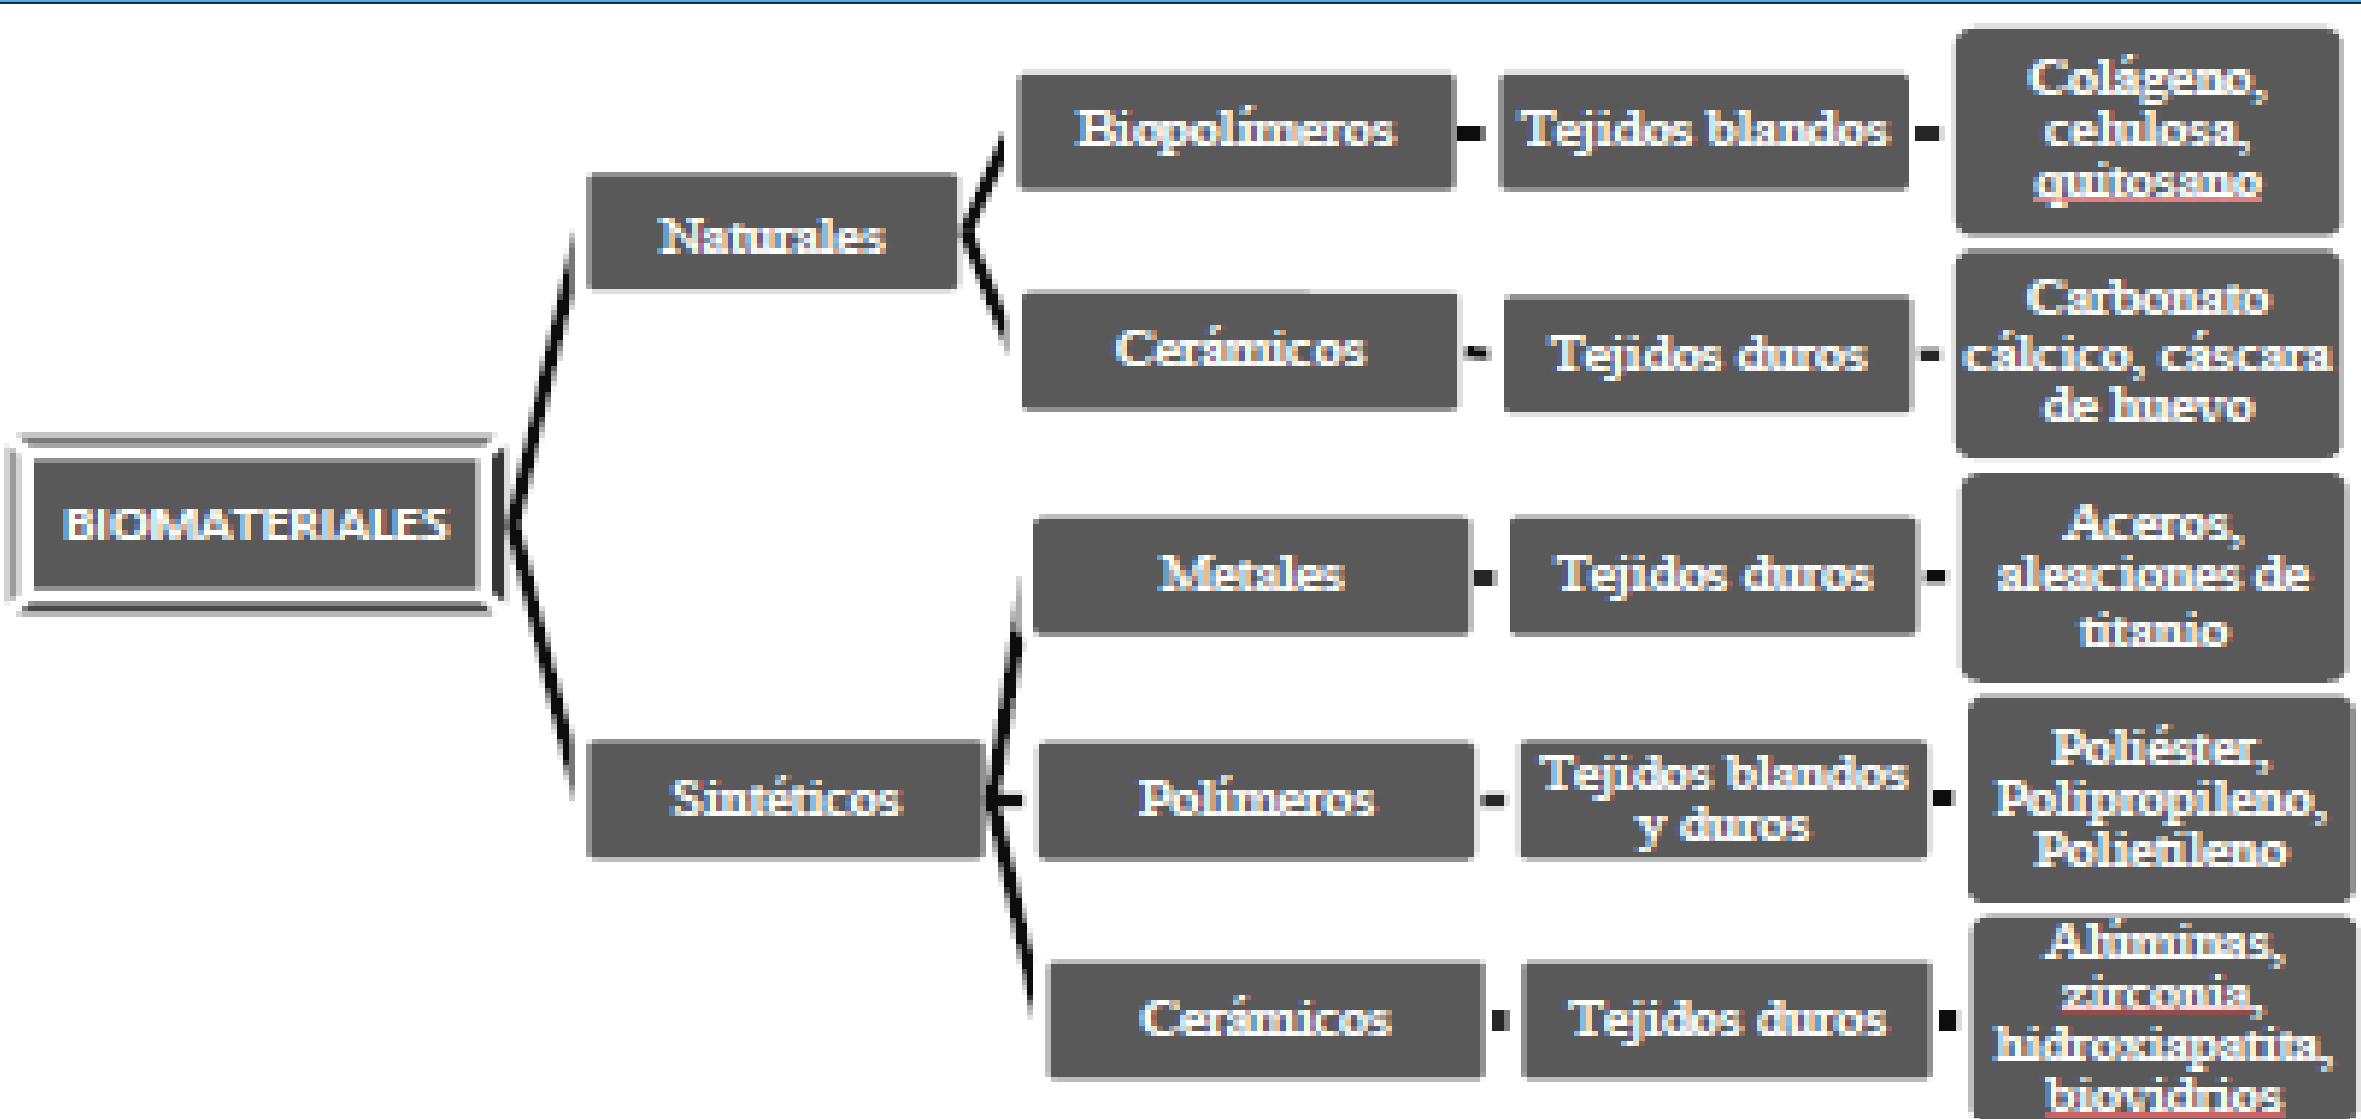 BIOMATERIALES
Naturales
Biopolímeros
Tejidos blandos
Colágeno,
celulosa,
quitosano
Cerámicos
Tejidos duros
Carbonato
cálcico, cáscara
de huevo
Sintéticos
Metales
Tejidos duros
Aceros,
aleaciones de
titanio
Polímeros
Tejidos blandos
y duros
Poliéster,
Polipropileno,
Polietileno
Cerámicos
Tejidos duros
Alúminas,
zirconia,
hidroxiapatita,
biovidrios